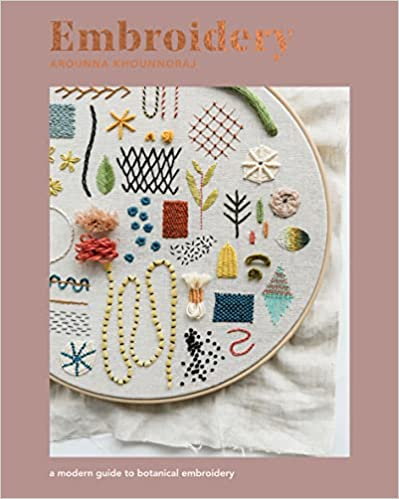 Embroidery
AROUNNA KHOUNNORAJ
a modern guide to botanical embroidery